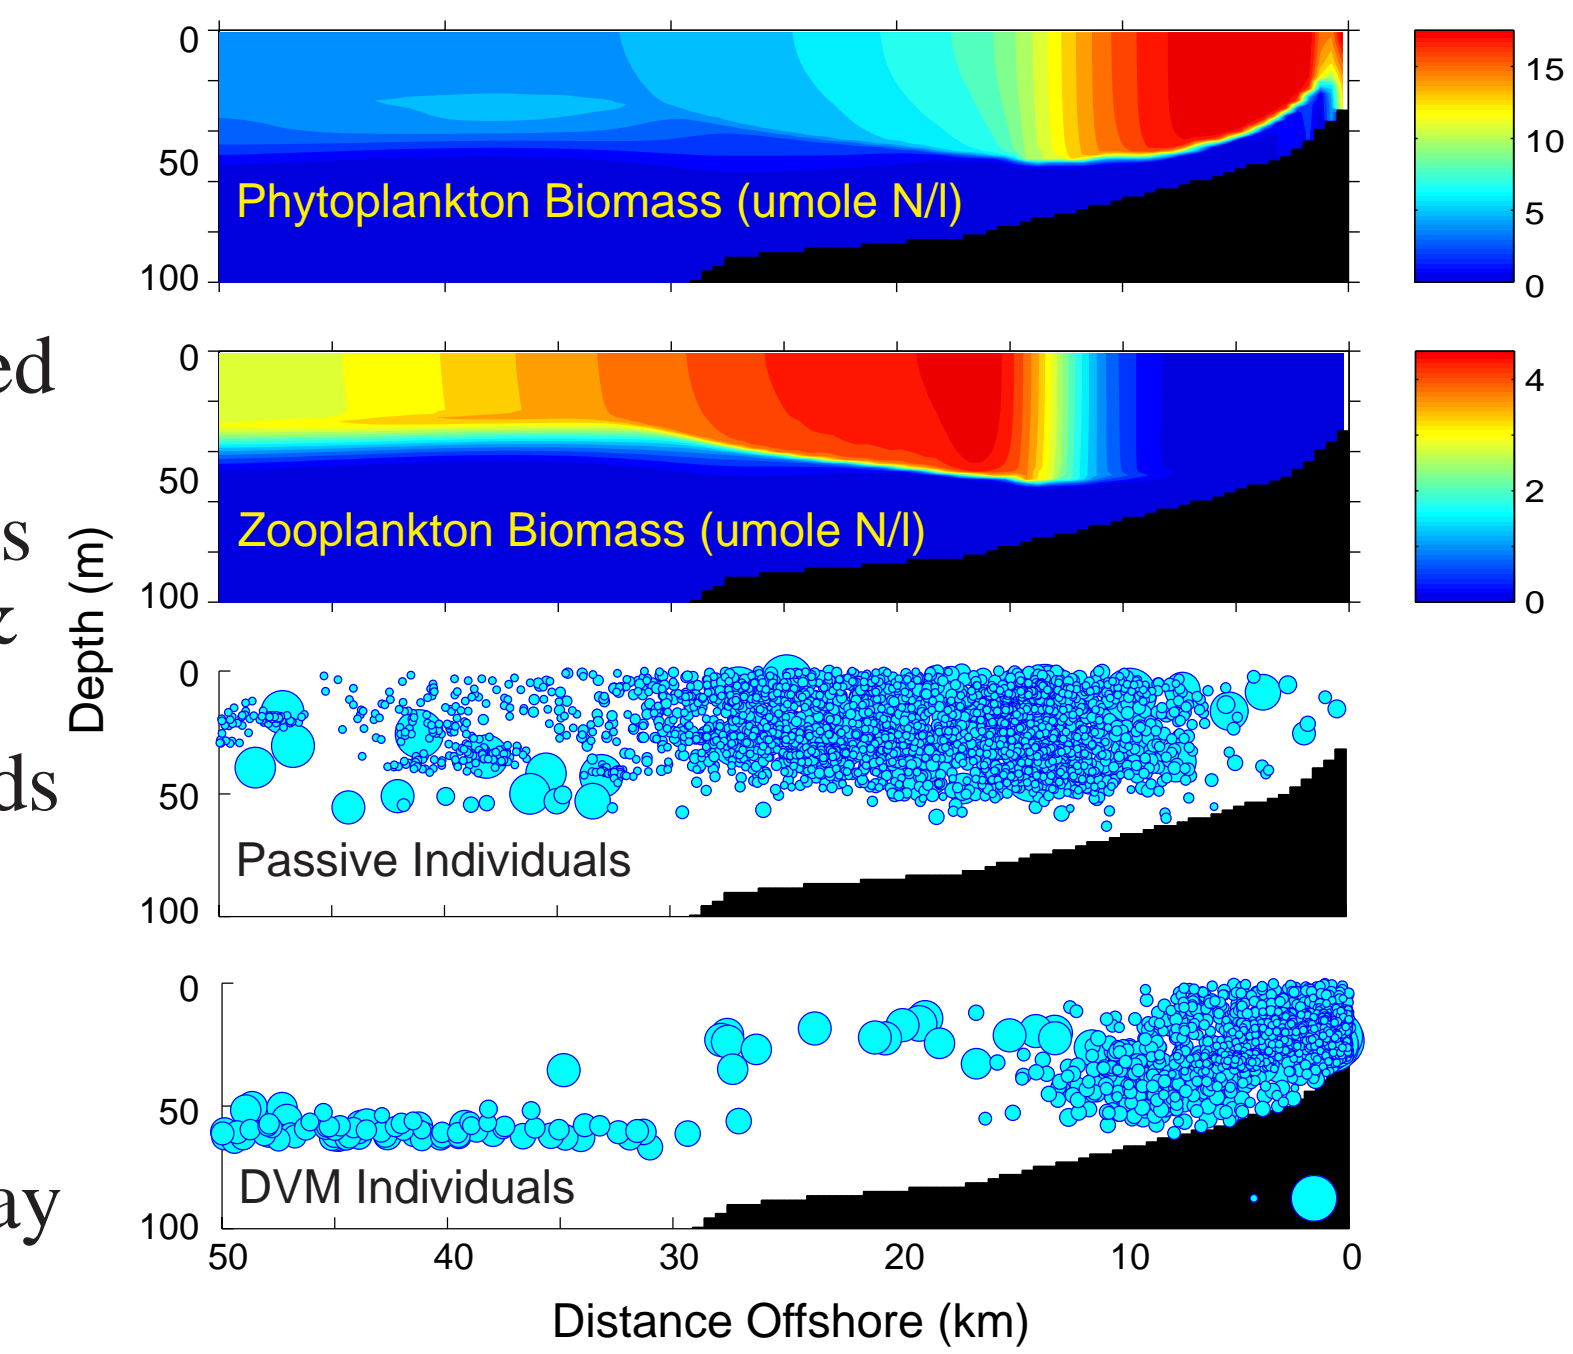 0
50
100
Phytoplankton Biomass (umole N/l)
15
10
5
0
ed
s
&
ds
ay
Depth (m)
0
50
100
Zooplankton Biomass (umole N/l)
4
2
0
0
50
100
Passive Individuals
0
50
100
DVM Individuals
50 40 30 20 10 0
Distance Offshore (km)